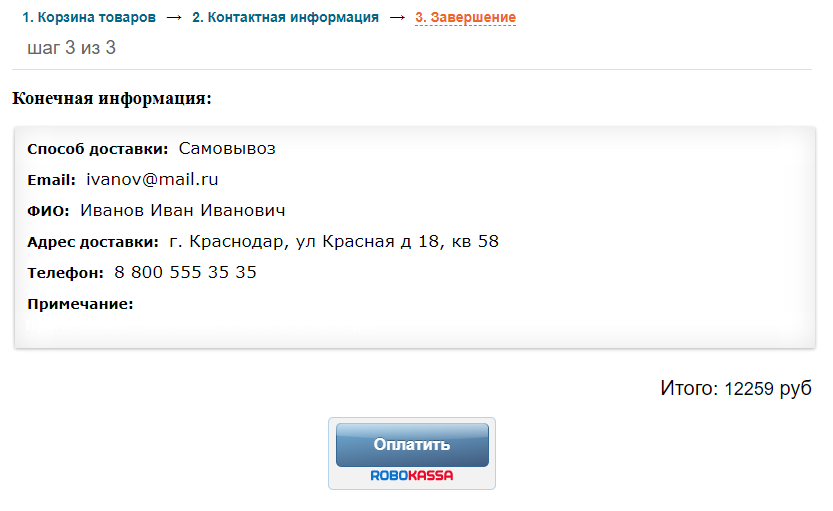 1. Корзина товаров → 2. Контактная информация → 3. Завершение
шаг 3 из 3
Конечная информация:
Способ доставки: Самовывоз
Email: ivanov@mail.ru
ФИО: Иванов Иван Иванович
Адрес доставки: г. Краснодар, ул Красная д 18, кв 58
Телефон: 8 800 555 35 35
Примечание:
Итого: 12259 руб
Оплатить
ROBOKASSA